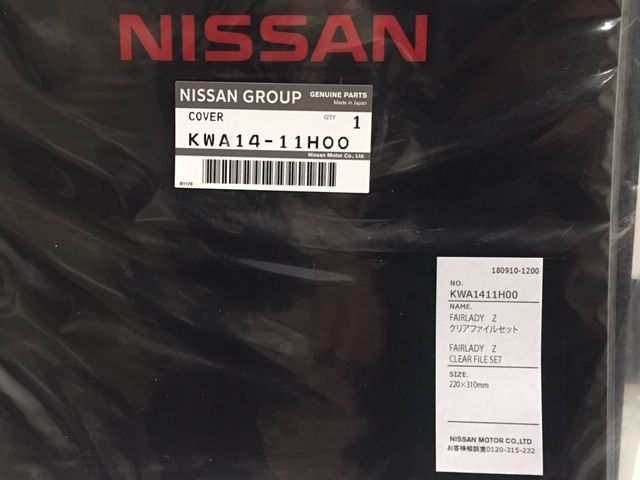 NISSAN
NISSAN GROUP GENUINE PARTS
Made in Japan
COVER QTY 1
KWA14-11H00
Nissan Motor Co., Ltd.
180910-1200
NO.
KWA1411H00
NAME.
FAIRLADY Z
クリアファイルセット
FAIRLADY Z
CLEAR FILE SET
SIZE.
220×310mm
NISSAN MOTOR CO.,LTD
お客様相談室0120-315-232